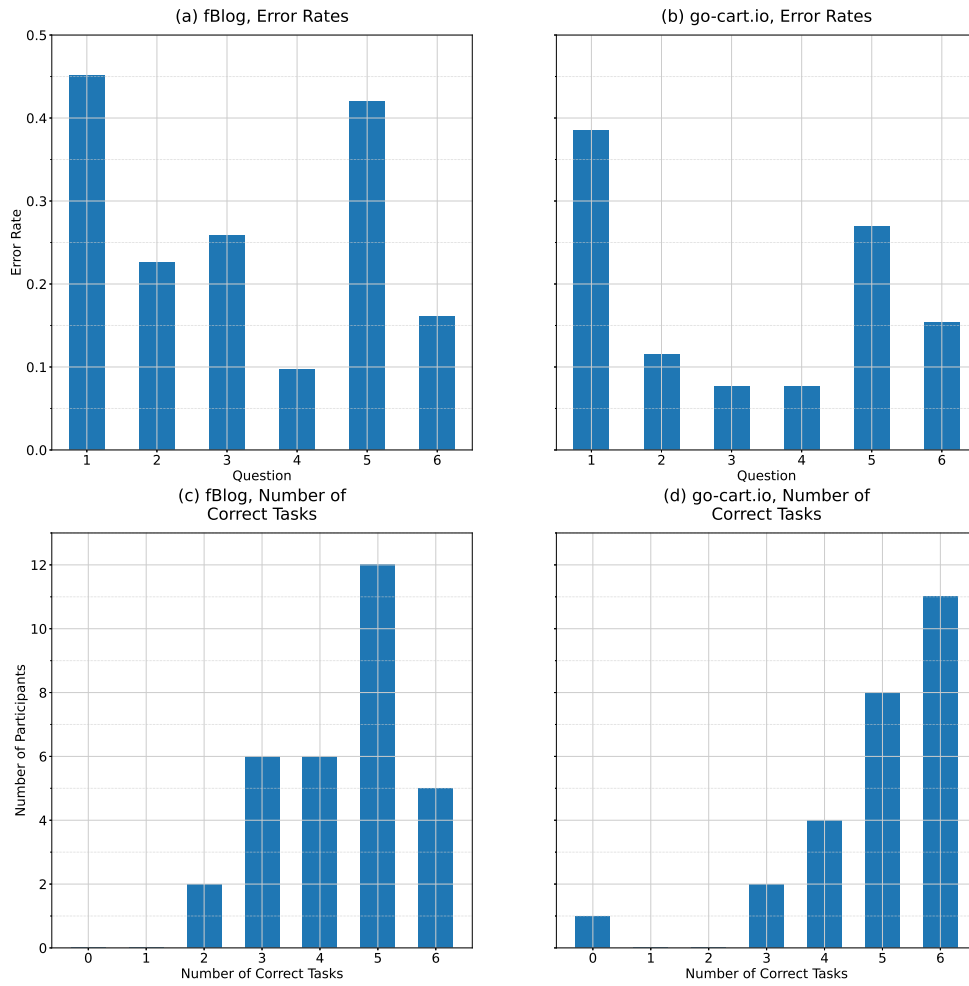 (a) fBlog, Error Rates
(b) go-cart.io, Error Rates
0.5
0.4
0.3
0.2
0.1
0.0
Error Rate
1 2 3 4 5 6
Question
1 2 3 4 5 6
Question
(c) fBlog, Number of
Correct Tasks
(d) go-cart.io, Number of
Correct Tasks
12
10
8
6
4
2
0
Number of Participants
0 1 2 3 4 5 6
Number of Correct Tasks
0 1 2 3 4 5 6
Number of Correct Tasks